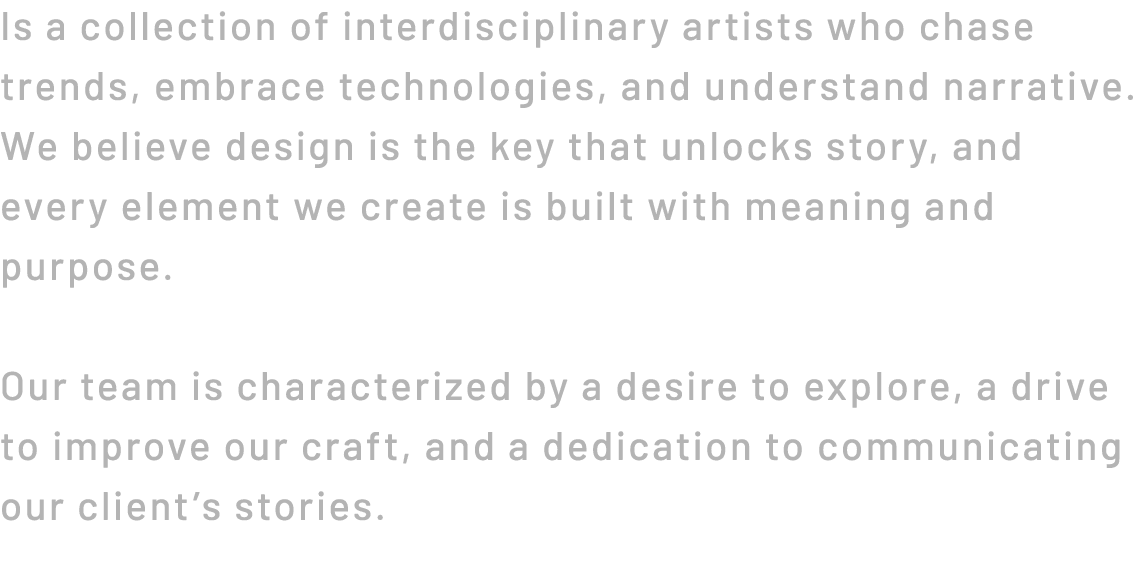 Is a collection of interdisciplinary artists who chase
trends, embrace technologies, and understand narrative.
We believe design is the key that unlocks story, and
every element we create is built with meaning and
purpose.
Our team is characterized by a desire to explore, a drive
to improve our craft, and a dedication to communicating
our client’s stories.